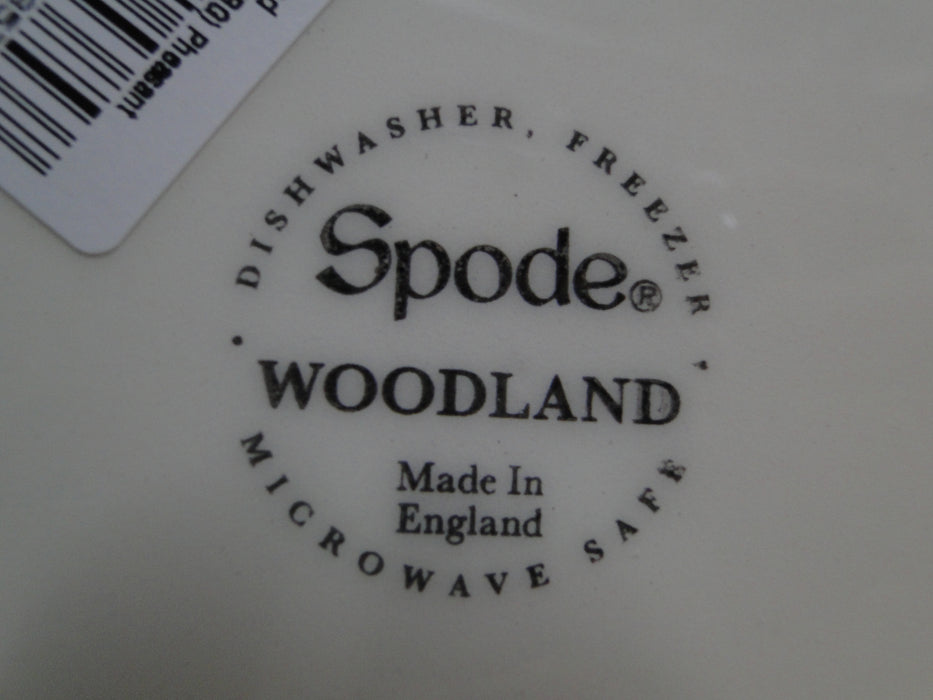 DISHWASHER, FREEZER
Spode®
WOODLAND
Made In
England
MICROWAVE SAFE
Pheasant